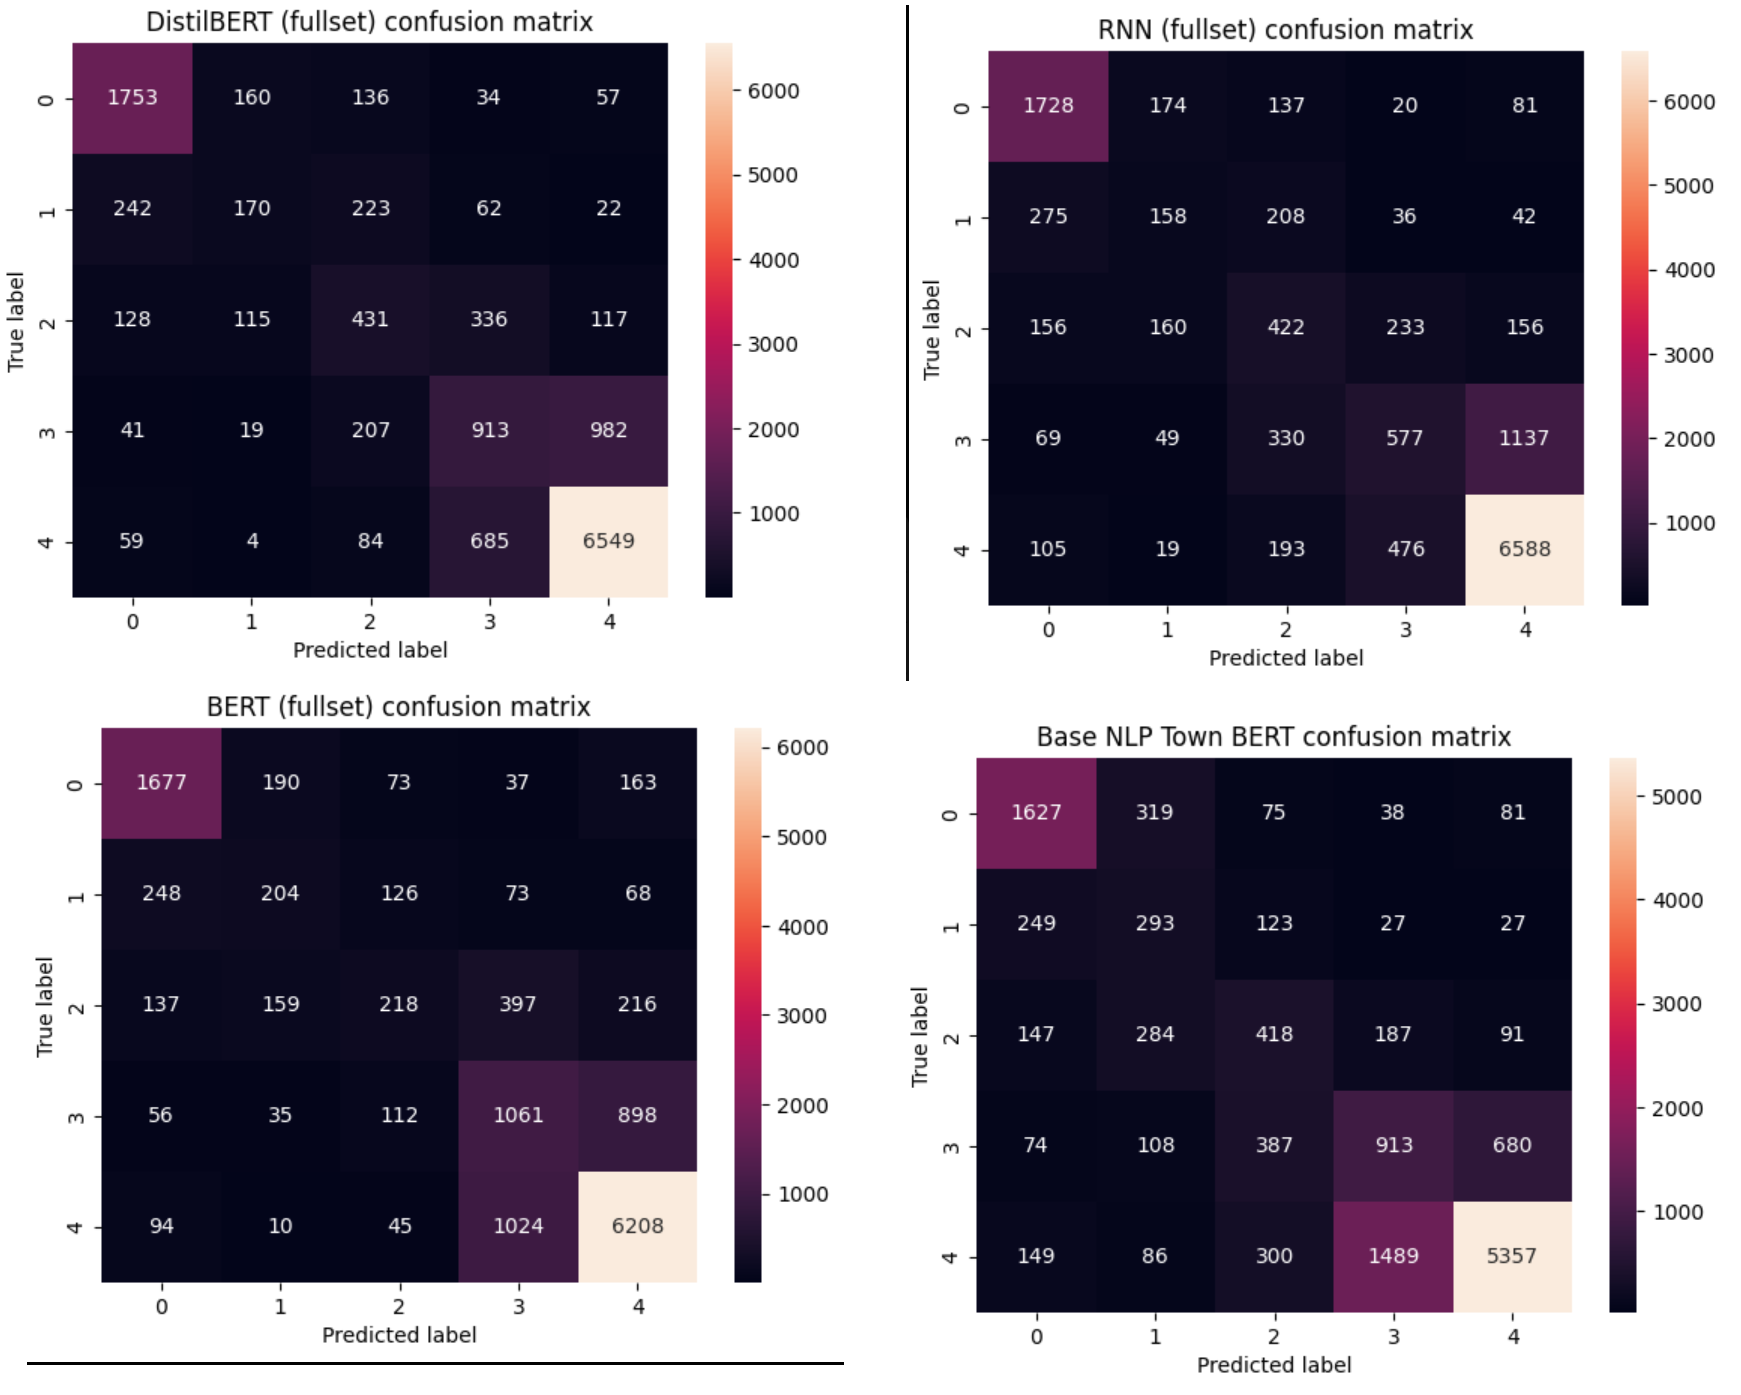 DistilBERT (fullset) confusion matrix
0 1753 160 136 34 57
1 242 170 223 62 22
2 128 115 431 336 117
3 41 19 207 913 982
4 59 4 84 685 6549
0 1 2 3 4
Predicted label
True label
6000
5000
4000
3000
2000
1000
RNN (fullset) confusion matrix
0 1728 174 137 20 81
1 275 158 208 36 42
2 156 160 422 233 156
3 69 49 330 577 1137
4 105 19 193 476 6588
0 1 2 3 4
Predicted label
True label
6000
5000
4000
3000
2000
1000
BERT (fullset) confusion matrix
0 1677 190 73 37 163
1 248 204 126 73 68
2 137 159 218 397 216
3 56 35 112 1061 898
4 94 10 45 1024 6208
0 1 2 3 4
Predicted label
True label
6000
5000
4000
3000
2000
1000
Base NLP Town BERT confusion matrix
0 1627 319 75 38 81
1 249 293 123 27 27
2 147 284 418 187 91
3 74 108 387 913 680
4 149 86 300 1489 5357
0 1 2 3 4
Predicted label
True label
5000
4000
3000
2000
1000